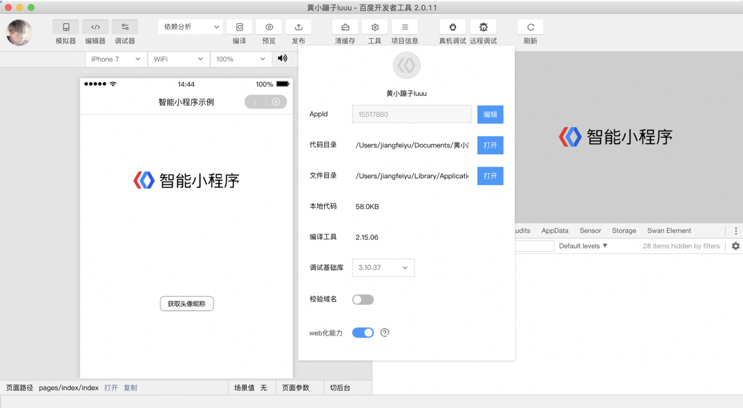 黄小蹦子luuu - 百度开发者工具 2.0.11
模拟器 编辑器 调试器 依赖分析 编译 预览 发布 清缓存 工具 项目信息 真机调试 远程调试 刷新
iPhone 7 WiFi 100%
14:44 100%
智能小程序示例
智能小程序
获取头像昵称
黄小蹦子luuu
AppId 15517880 编辑
代码目录 /Users/jiangfeiyu/Documents/黄小 打开
文件目录 /Users/jiangfeiyu/Library/Applicatio 打开
本地代码 58.0KB
编译工具 2.15.06
调试基础库 3.10.37
校验域名
web化能力 ?
智能小程序
udits AppData Sensor Storage Swan Element
Default levels ▼ 28 items hidden by filters
页面路径 pages/index/index 打开 复制 场景值 无 页面参数 切后台